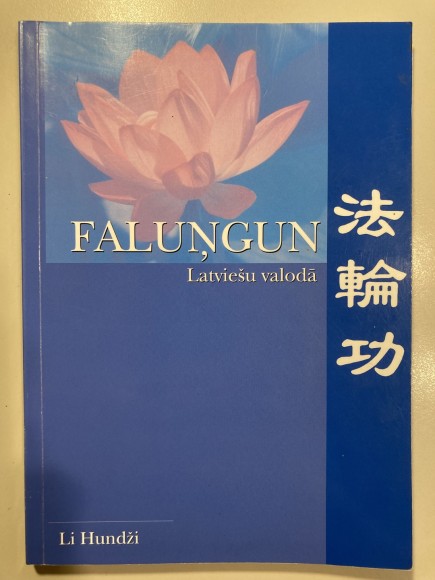 FALUŅGUN
Latviešu valodā
法輪功
Li Hundži